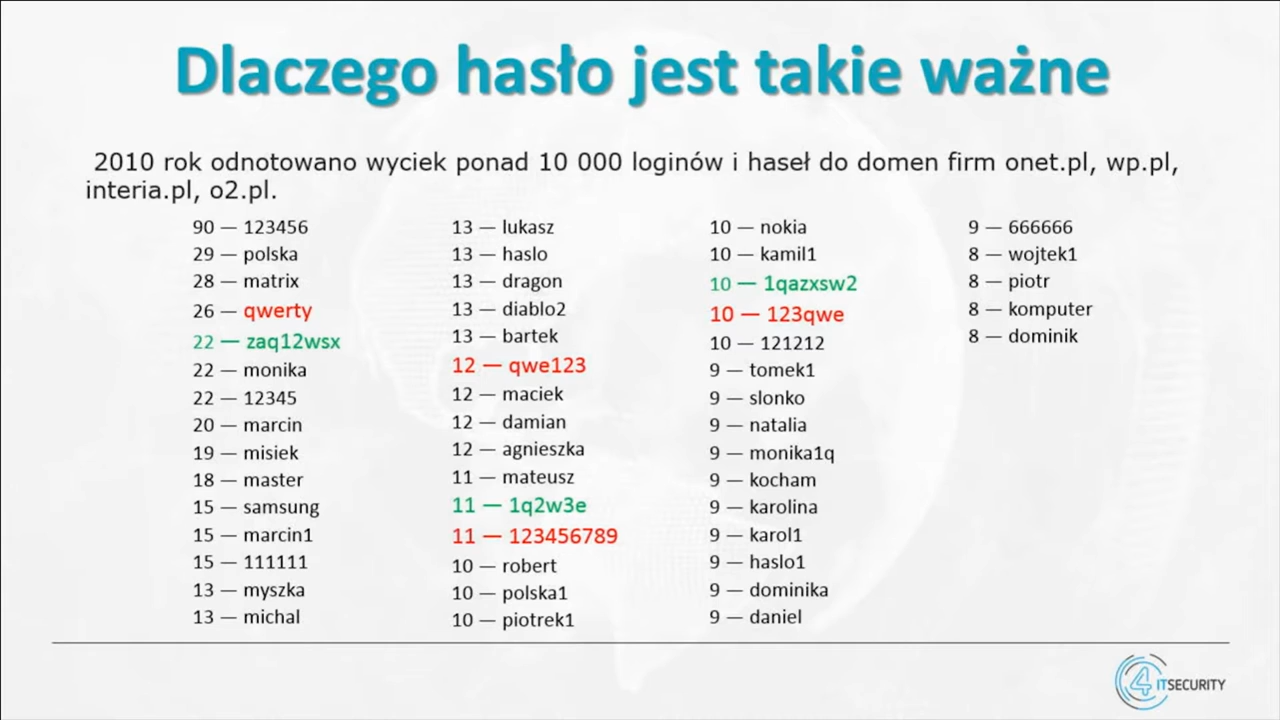 Dlaczego hasło jest takie ważne
2010 rok odnotowano wyciek ponad 10 000 loginów i haseł do domen firm onet.pl, wp.pl,
interia.pl, o2.pl.
90 — 123456
29 — polska
28 — matrix
26 — qwerty
22 — zaq12wsx
22 — monika
22 — 12345
20 — marcin
19 — misiek
18 — master
15 — samsung
15 — marcin1
15 — 111111
13 — myszka
13 — michal
13 — lukasz
13 — haslo
13 — dragon
13 — diablo2
13 — bartek
12 — qwe123
12 — maciek
12 — damian
12 — agnieszka
11 — mateusz
11 — 1q2w3e
11 — 123456789
10 — robert
10 — polska1
10 — piotrek1
10 — nokia
10 — kamil1
10 — 1qazxsw2
10 — 123qwe
10 — 121212
9 — tomek1
9 — slonko
9 — natalia
9 — monika1q
9 — kocham
9 — karolina
9 — karol1
9 — haslo1
9 — dominika
9 — daniel
9 — 666666
8 — wojtek1
8 — piotr
8 — komputer
8 — dominik
4 ITSECURITY